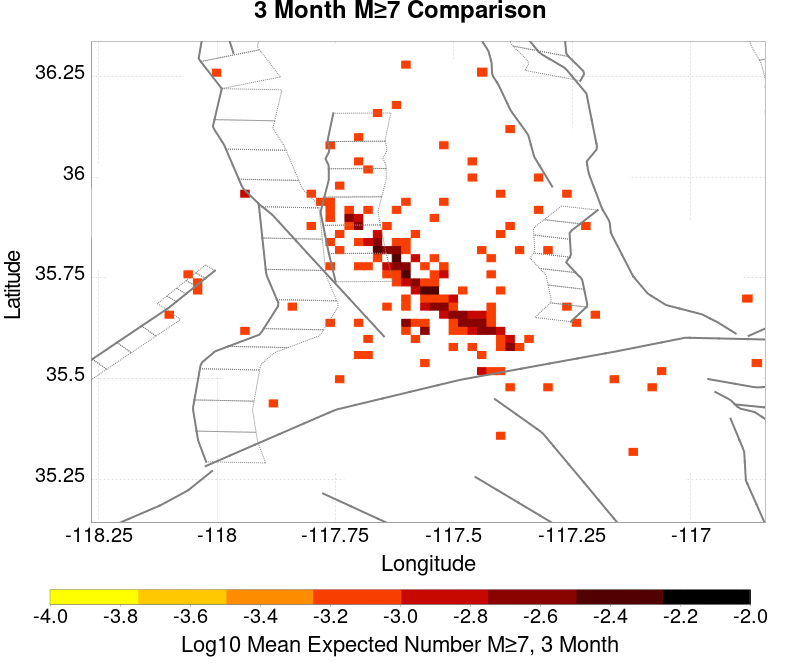 3 Month M≥7 Comparison
36.25
36
35.75
35.5
35.25
Latitude
-118.25 -118 -117.75 -117.5 -117.25 -117
Longitude
-4.0 -3.8 -3.6 -3.4 -3.2 -3.0 -2.8 -2.6 -2.4 -2.2 -2.0
Log10 Mean Expected Number M≥7, 3 Month